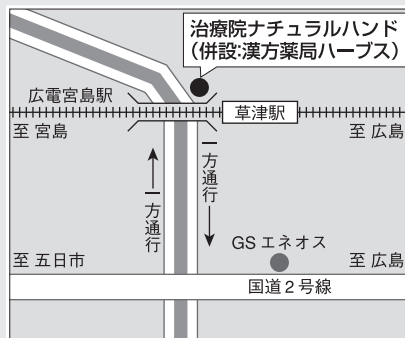 治療院ナチュラルハンド
(併設:漢方薬局ハーブス)
広電宮島駅
草津駅
至 宮島
至 広島
一方通行
一方通行
GS エネオス
至 五日市
至 広島
国道2号線